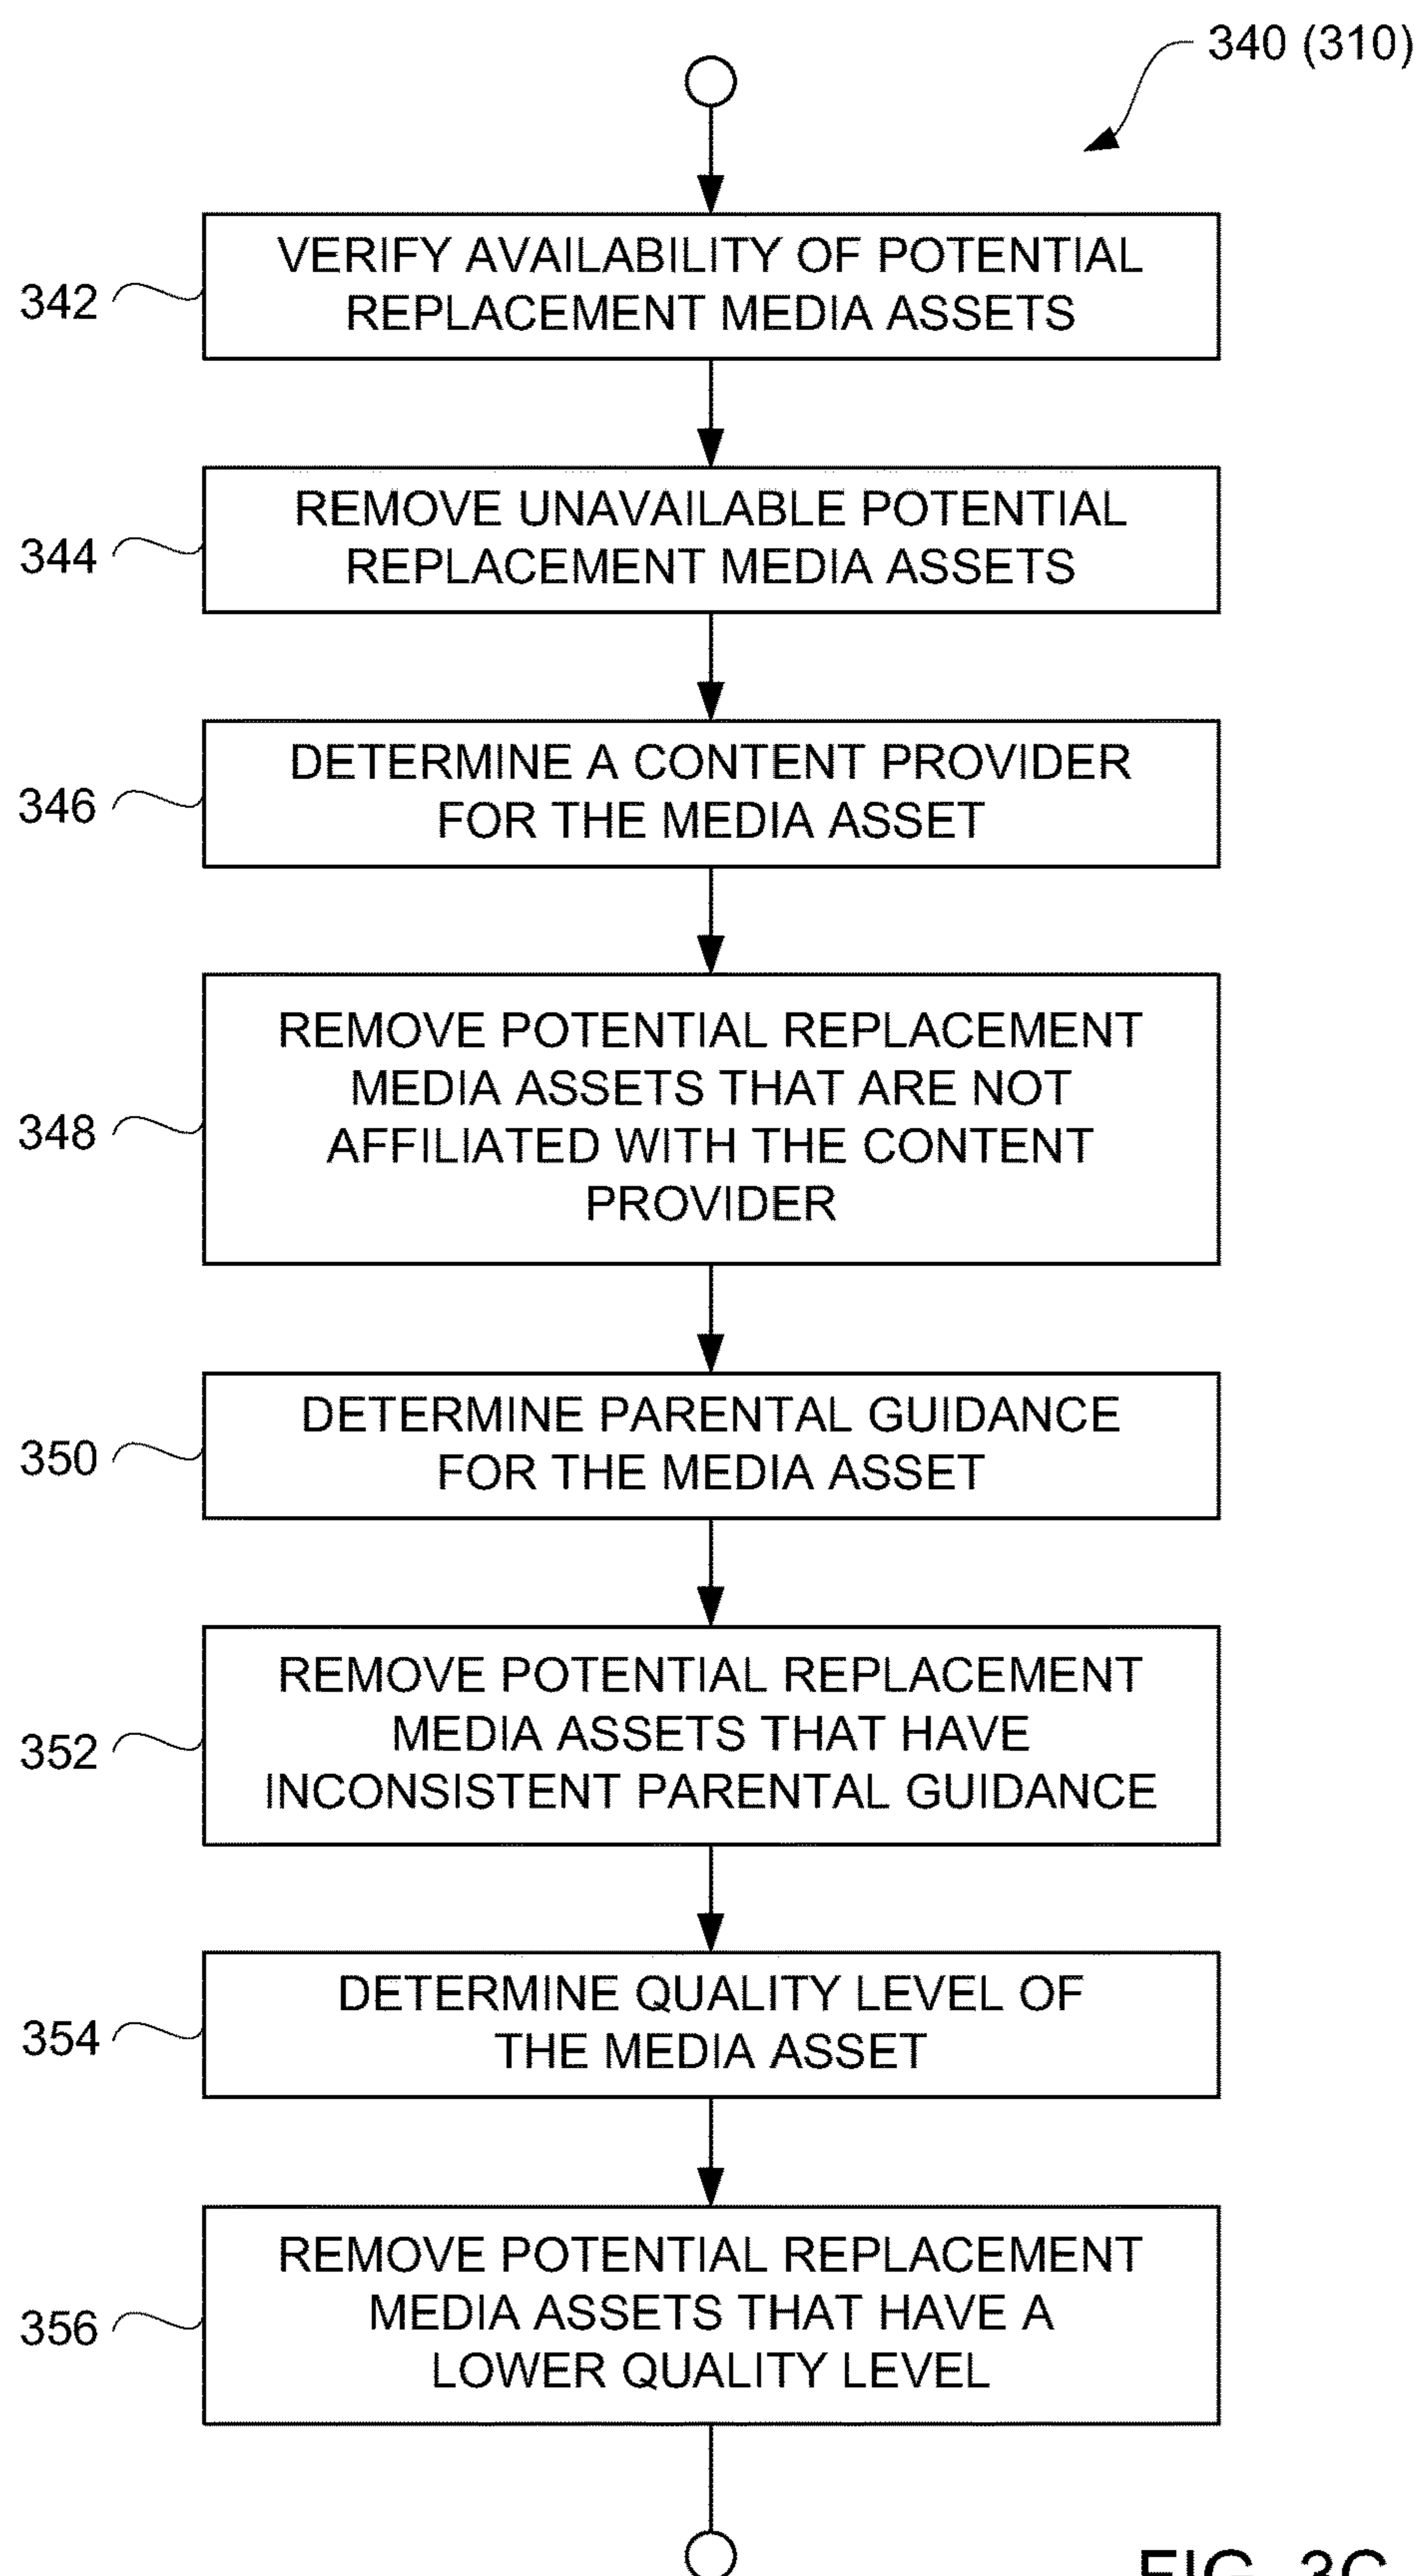 340 (310)
VERIFY AVAILABILITY OF POTENTIAL
REPLACEMENT MEDIA ASSETS
342
REMOVE UNAVAILABLE POTENTIAL
REPLACEMENT MEDIA ASSETS
344
DETERMINE A CONTENT PROVIDER
FOR THE MEDIA ASSET
346
REMOVE POTENTIAL REPLACEMENT
MEDIA ASSETS THAT ARE NOT
AFFILIATED WITH THE CONTENT
PROVIDER
348
DETERMINE PARENTAL GUIDANCE
FOR THE MEDIA ASSET
350
REMOVE POTENTIAL REPLACEMENT
MEDIA ASSETS THAT HAVE
INCONSISTENT PARENTAL GUIDANCE
352
DETERMINE QUALITY LEVEL OF
THE MEDIA ASSET
354
REMOVE POTENTIAL REPLACEMENT
MEDIA ASSETS THAT HAVE A
LOWER QUALITY LEVEL
356
FIG. 3C